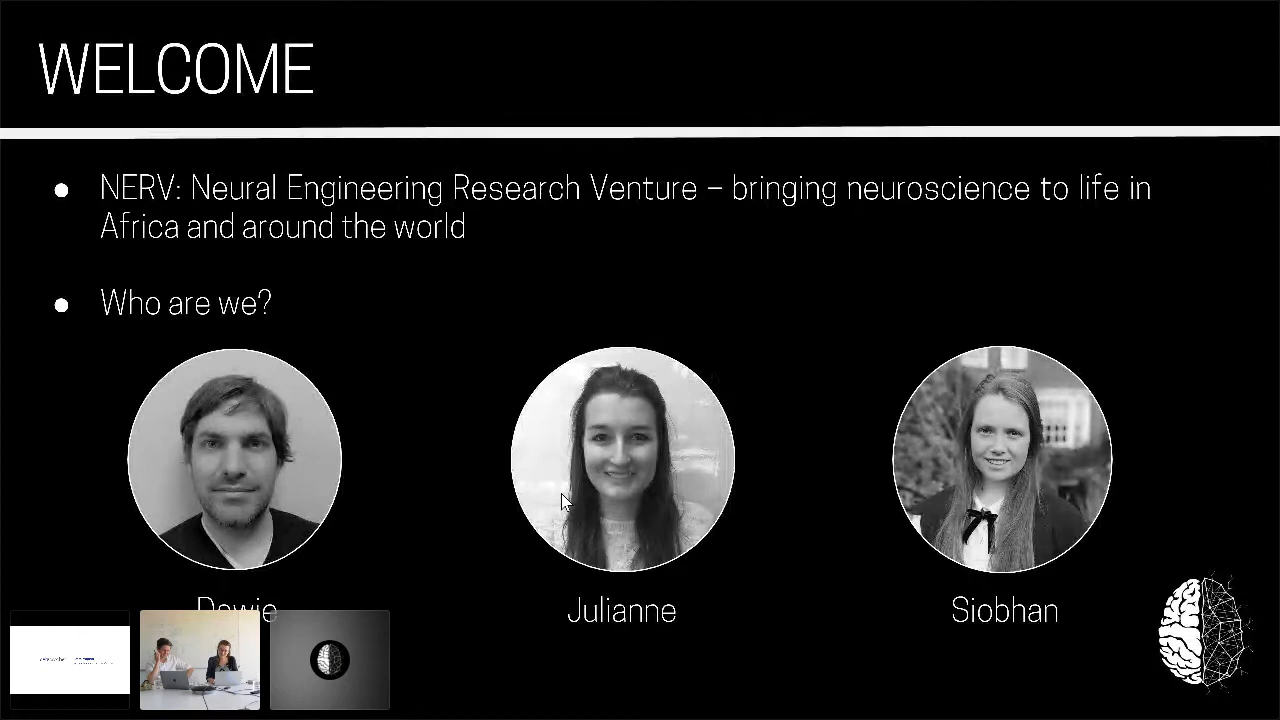 WELCOME
NERV: Neural Engineering Research Venture – bringing neuroscience to life in
Africa and around the world
Who are we?
Dowie
Julianne
Siobhan